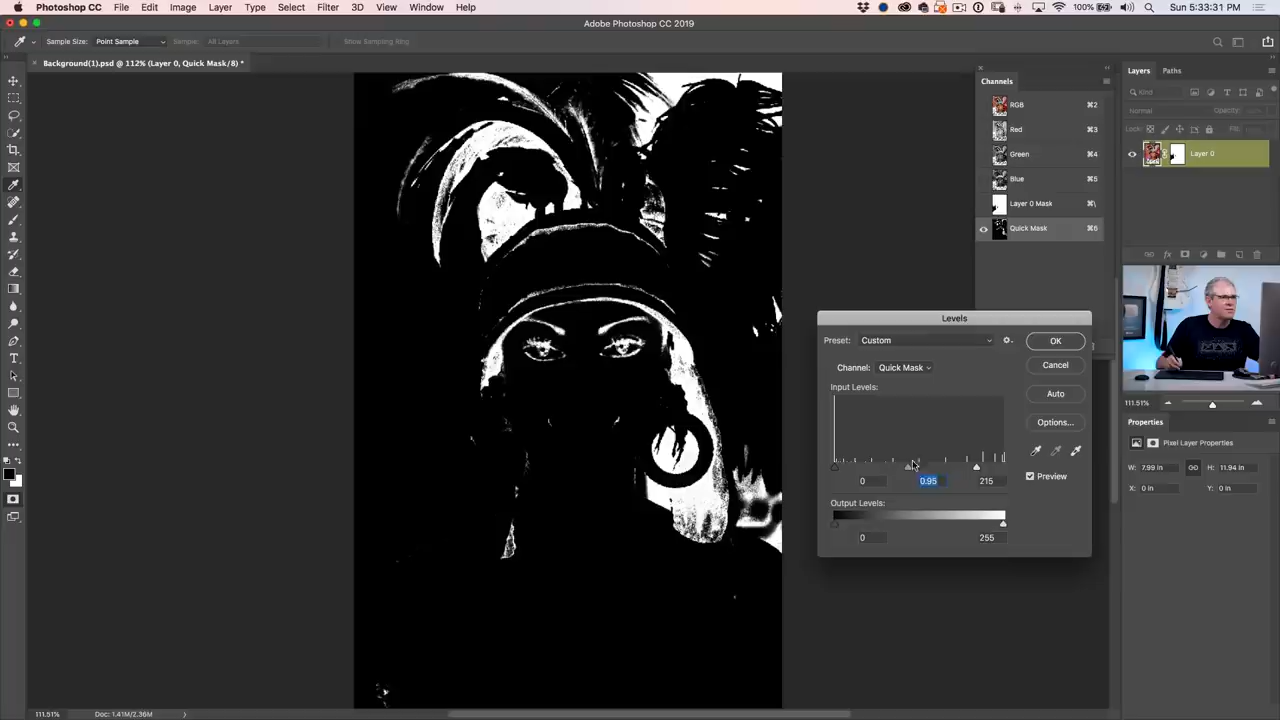 Photoshop CC File Edit Image Layer Type Select Filter 3D View Window Help 100% Sun 5:33:31 PM
Adobe Photoshop CC 2019
Sample Size: Point Sample Sample: All Layers Show Sampling Ring
Background(1).psd @ 112% (Layer 0, Quick Mask/8) *
Channels
RGB ⌘2
Red ⌘3
Green ⌘4
Blue ⌘5
Layer 0 Mask ⌘\
Quick Mask ⌘6
Layers Paths
Kind
Normal Opacity:
Lock: Fill:
Layer 0
Levels
Preset: Custom
OK
Channel: Quick Mask
Cancel
Input Levels:
Auto
Options...
Preview
0 0.95 215
Output Levels:
0 255
111.51%
Properties
Pixel Layer Properties
W: 7.99 in H: 11.94 in
X: 0 in Y: 0 in
111.51% Doc: 1.41M/2.36M